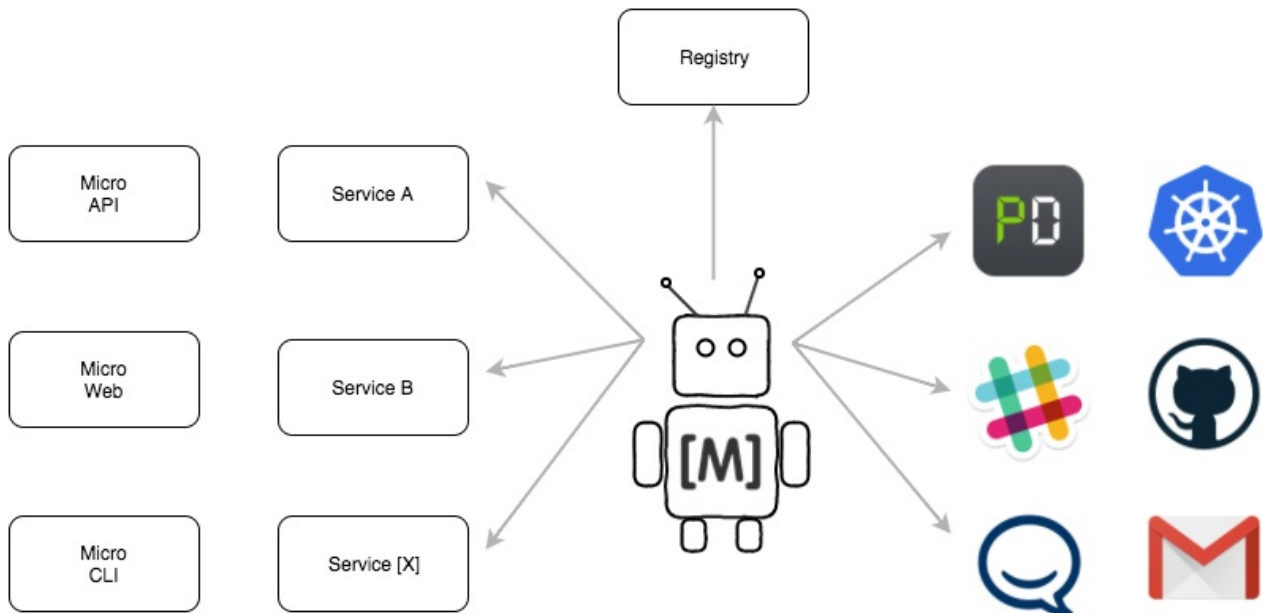 Registry
Micro
API
Service A
PD
Micro
Web
Service B
[M]
Micro
CLI
Service [X]